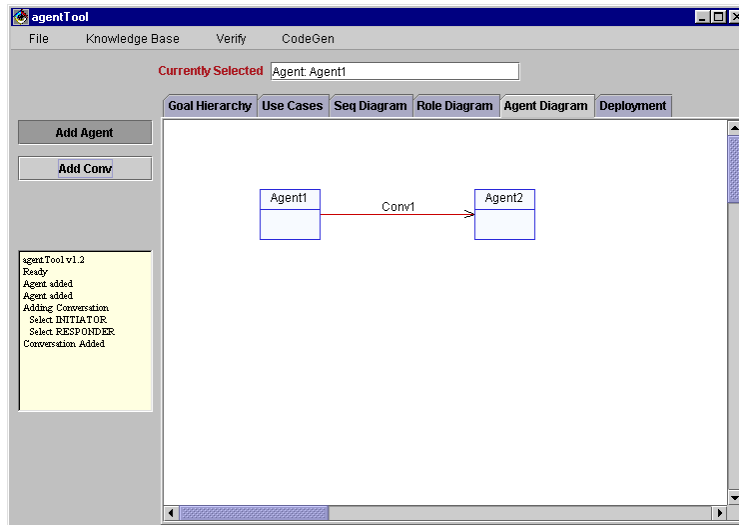 agentTool
File Knowledge Base Verify CodeGen
Currently Selected Agent: Agent1
Goal Hierarchy Use Cases Seq Diagram Role Diagram Agent Diagram Deployment
Add Agent
Add Conv
Agent1 Conv1 Agent2
agentTool v1.2
Ready
Agent added
Agent added
Adding Conversation
Select INITIATOR
Select RESPONDER
Conversation Added